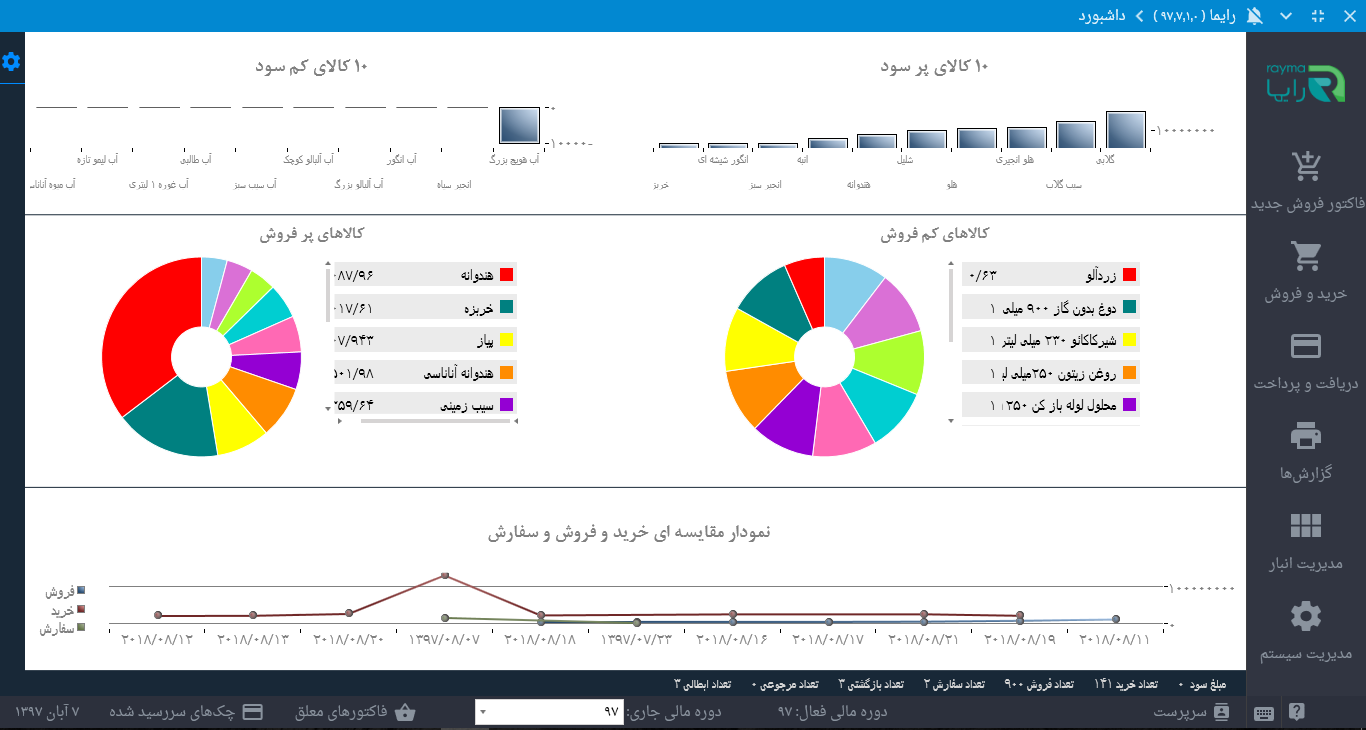 رایما ( ۹۷,۷,۱,۰ ) داشبورد
rayma
رایما
فاکتور فروش جدید
خرید و فروش
دریافت و پرداخت
گزارش‌ها
مدیریت انبار
مدیریت سیستم
۱۰ کالای پر سود
۱۰۰۰۰۰۰۰
گلابی
هلو انجیری
شلیل
انبه
انگور شیشه ای
سیب گلاب
هلو
هندوانه
انجیر سبز
خربز
۱۰ کالای کم سود
۰
۱۰۰۰۰-
آب هویج بزرگ
آب انگور
آب آلبالو کوچک
آب طالبی
آب لیمو تازه
انجیر سیاه
آب آلبالو بزرگ
آب سیب سبز
آب غوره ۱ لیتری
آب میوه آناناس
کالاهای کم فروش
زردآلو ۰/۶۳
دوغ بدون گاز ۹۰۰ میلی ۱
شیرکاکائو ۲۳۰ میلی لیتر ۱
روغن زیتون ۲۵۰میلی لی ۱
محلول لوله باز کن ۲۵۰ ۱
کالاهای پر فروش
هندوانه ۰۸۷/۹۶
خربزه ۰۱۷/۶۱
پیاز ۰۷/۹۴۳
هندوانه آناناسی ۵۰۱/۹۸
سیب زمینی ۲۵۹/۶۴
نمودار مقایسه ای خرید و فروش و سفارش
۱۰۰۰۰۰۰۰۰
۰
فروش
خرید
سفارش
۲۰۱۸/۰۸/۱۲ ۲۰۱۸/۰۸/۱۳ ۲۰۱۸/۰۸/۲۰ ۱۳۹۷/۰۸/۰۷ ۲۰۱۸/۰۸/۱۸ ۱۳۹۷/۰۷/۲۳ ۲۰۱۸/۰۸/۱۶ ۲۰۱۸/۰۸/۱۷ ۲۰۱۸/۰۸/۲۱ ۲۰۱۸/۰۸/۱۹ ۲۰۱۸/۰۸/۱۱
مبلغ سود ۰ تعداد خرید ۱۴۱ تعداد فروش ۹۰۰ تعداد سفارش ۲ تعداد بازگشتی ۳ تعداد مرجوعی ۰ تعداد ابطالی ۳
سرپرست دوره مالی فعال: ۹۷ دوره مالی جاری: ۹۷ فاکتورهای معلق چک‌های سررسید شده ۷ آبان ۱۳۹۷